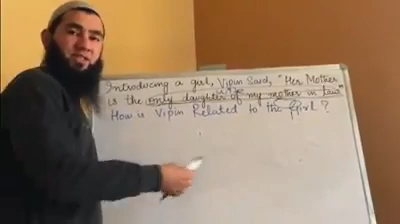 Introducing a girl, Vipin Said, "Her Mother
is the only daughter of my mother in law"
How is Vipin Related to the Girl?